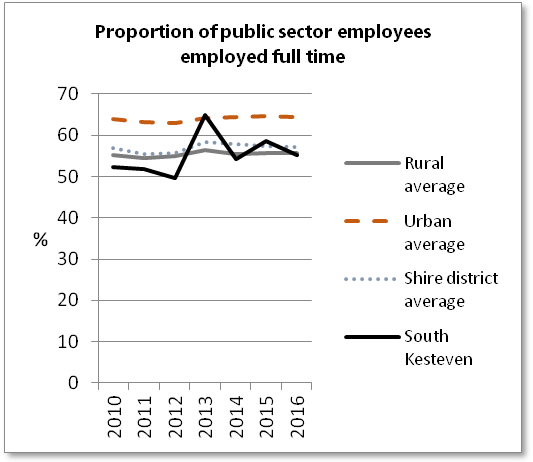 Proportion of public sector employees
employed full time
70
60
50
40
30
20
10
0
%
2010
2011
2012
2013
2014
2015
2016
Rural
average
Urban
average
Shire district
average
South
Kesteven